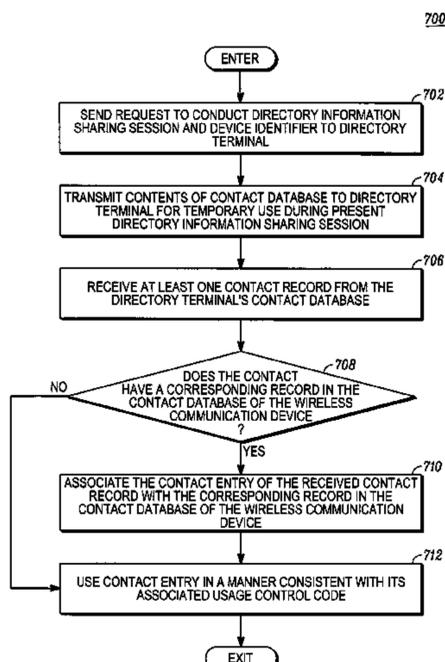 700
ENTER
702
SEND REQUEST TO CONDUCT DIRECTORY INFORMATION
SHARING SESSION AND DEVICE IDENTIFIER TO DIRECTORY
TERMINAL
704
TRANSMIT CONTENTS OF CONTACT DATABASE TO DIRECTORY
TERMINAL FOR TEMPORARY USE DURING PRESENT
DIRECTORY INFORMATION SHARING SESSION
706
RECEIVE AT LEAST ONE CONTACT RECORD FROM THE
DIRECTORY TERMINAL'S CONTACT DATABASE
708
DOES THE CONTACT
HAVE A CORRESPONDING RECORD IN THE
CONTACT DATABASE OF THE WIRELESS
COMMUNICATION DEVICE
?
NO
YES
710
ASSOCIATE THE CONTACT ENTRY OF THE RECEIVED CONTACT
RECORD WITH THE CORRESPONDING RECORD IN THE
CONTACT DATABASE OF THE WIRELESS COMMUNICATION
DEVICE
712
USE CONTACT ENTRY IN A MANNER CONSISTENT WITH ITS
ASSOCIATED USAGE CONTROL CODE
EXIT